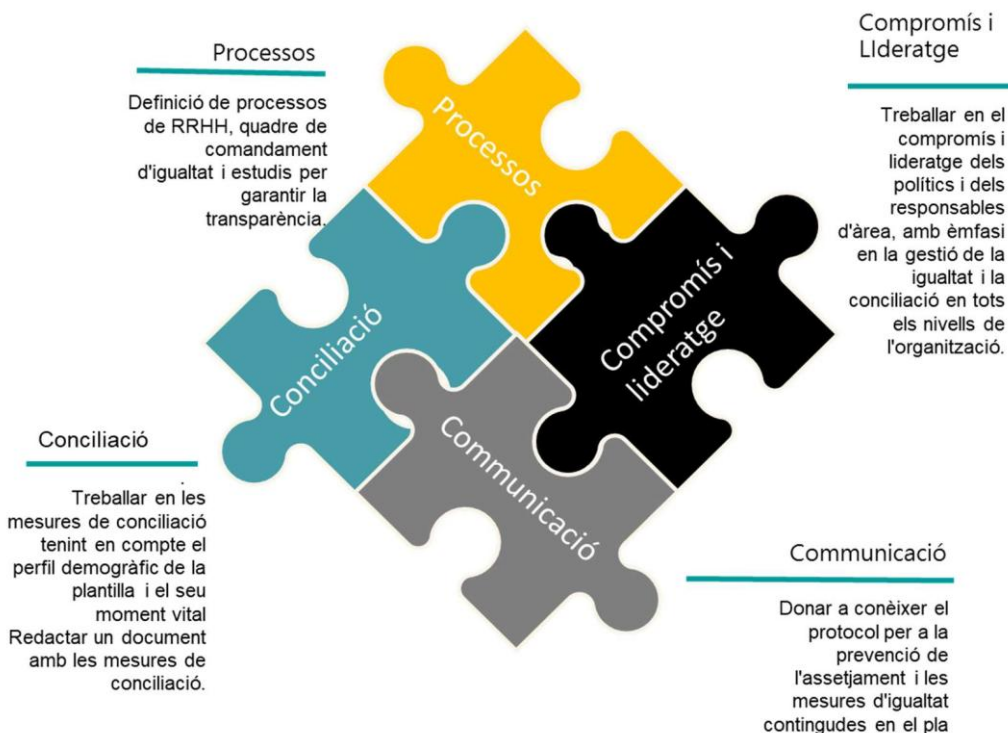 Processos
Definició de processos
de RRHH, quadre de
comandament
d'igualtat i estudis per
garantir la
transparència.
Compromís i
LIderatge
Treballar en el
compromís i
lideratge dels
polítics i dels
responsables
d'àrea, amb èmfasi
en la gestió de la
igualtat i la
conciliació en tots
els nivells de
l'organització.
Processos
Compromís i
lideratge
Conciliació
Communicació
Conciliació
.
Treballar en les
mesures de conciliació
tenint en compte el
perfil demogràfic de la
plantilla i el seu
moment vital
Redactar un document
amb les mesures de
conciliació.
Communicació
Donar a conèixer el
protocol per a la
prevenció de
l'assetjament i les
mesures d'igualtat
contingudes en el pla